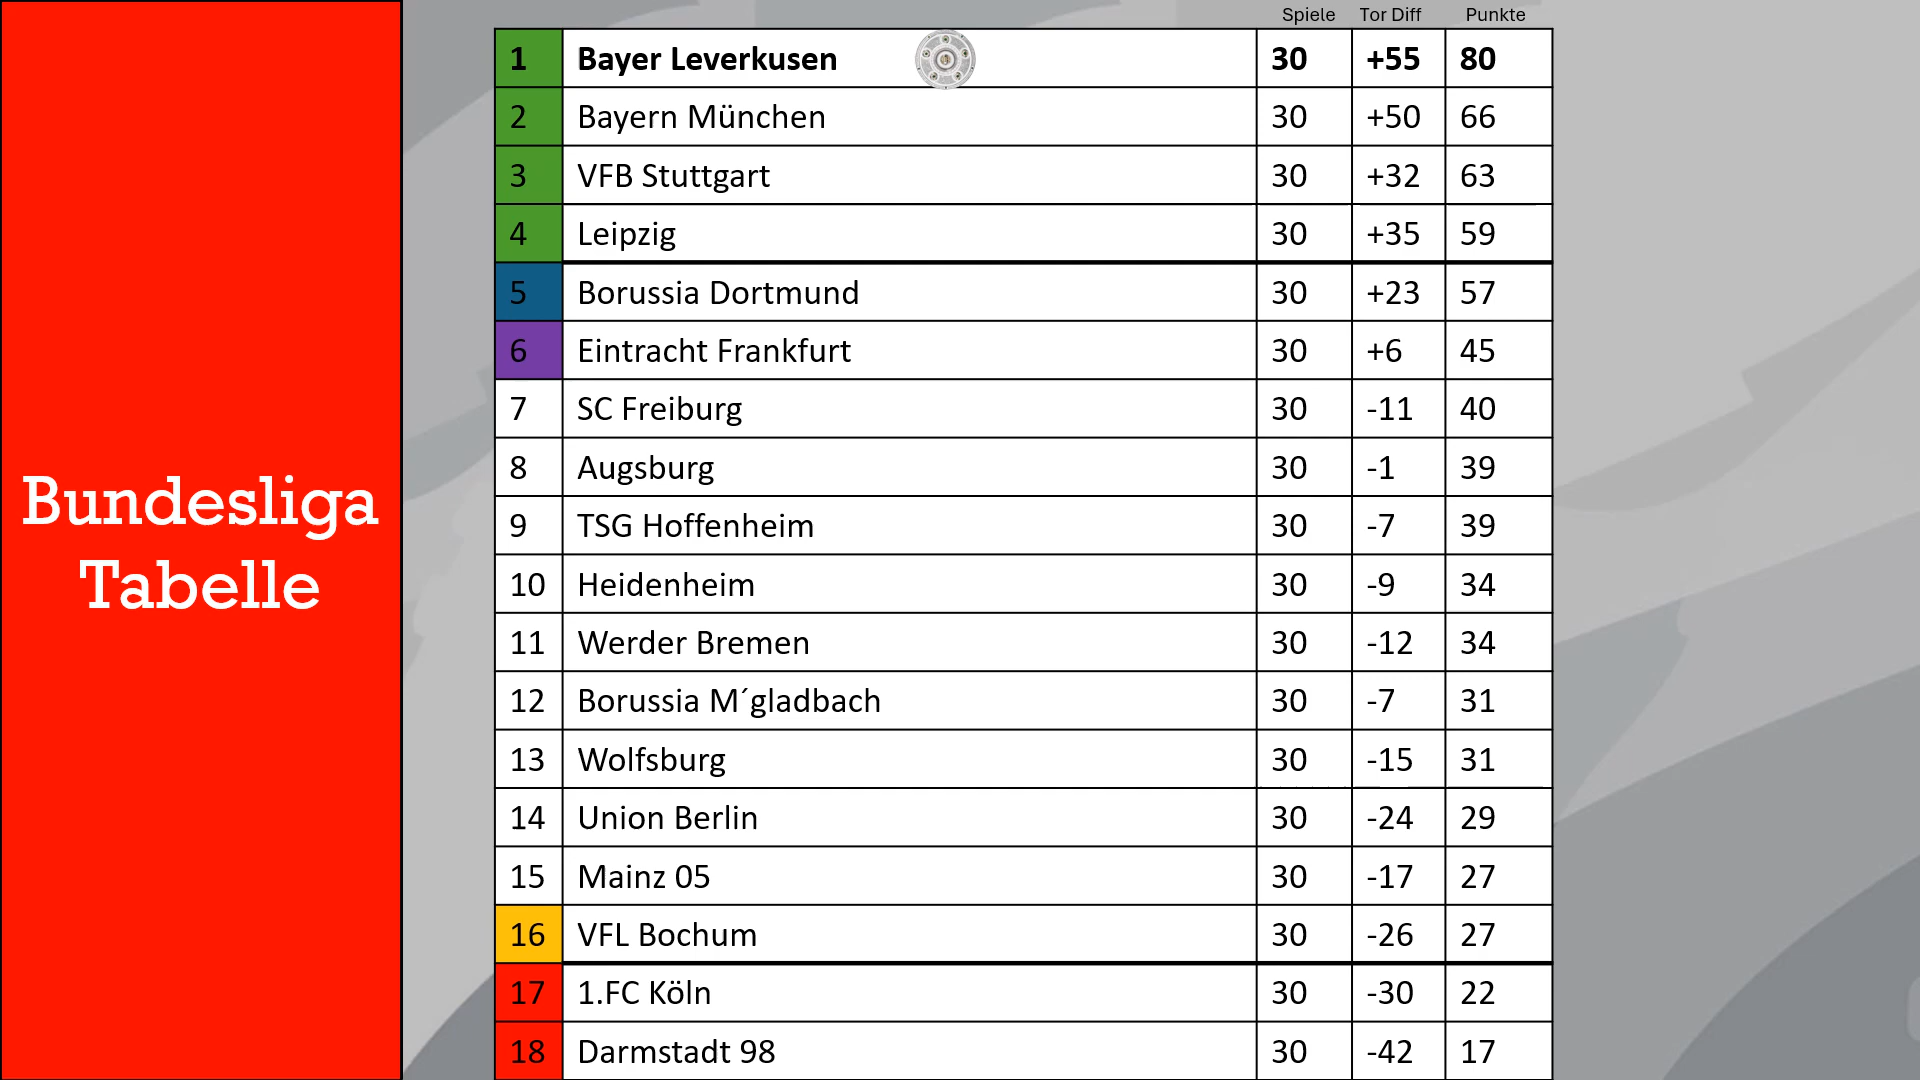 Bundesliga
Tabelle
Spiele Tor Diff Punkte
1 Bayer Leverkusen 30 +55 80
2 Bayern München 30 +50 66
3 VFB Stuttgart 30 +32 63
4 Leipzig 30 +35 59
5 Borussia Dortmund 30 +23 57
6 Eintracht Frankfurt 30 +6 45
7 SC Freiburg 30 -11 40
8 Augsburg 30 -1 39
9 TSG Hoffenheim 30 -7 39
10 Heidenheim 30 -9 34
11 Werder Bremen 30 -12 34
12 Borussia M´gladbach 30 -7 31
13 Wolfsburg 30 -15 31
14 Union Berlin 30 -24 29
15 Mainz 05 30 -17 27
16 VFL Bochum 30 -26 27
17 1.FC Köln 30 -30 22
18 Darmstadt 98 30 -42 17